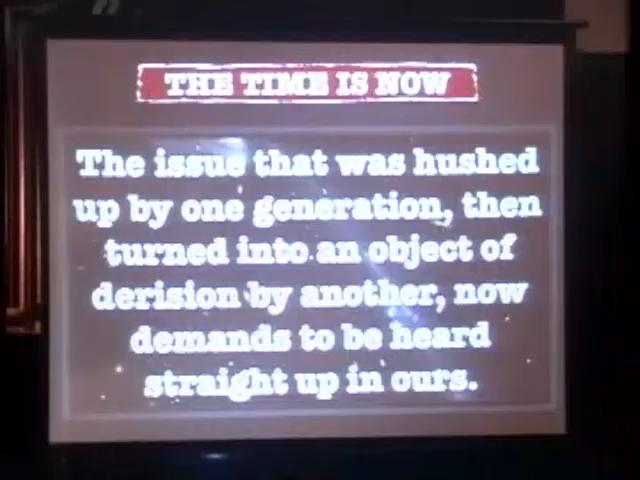 THE TIME IS NOW
The issue that was hushed
up by one generation, then
turned into an object of
derision by another, now
demands to be heard
straight up in ours.